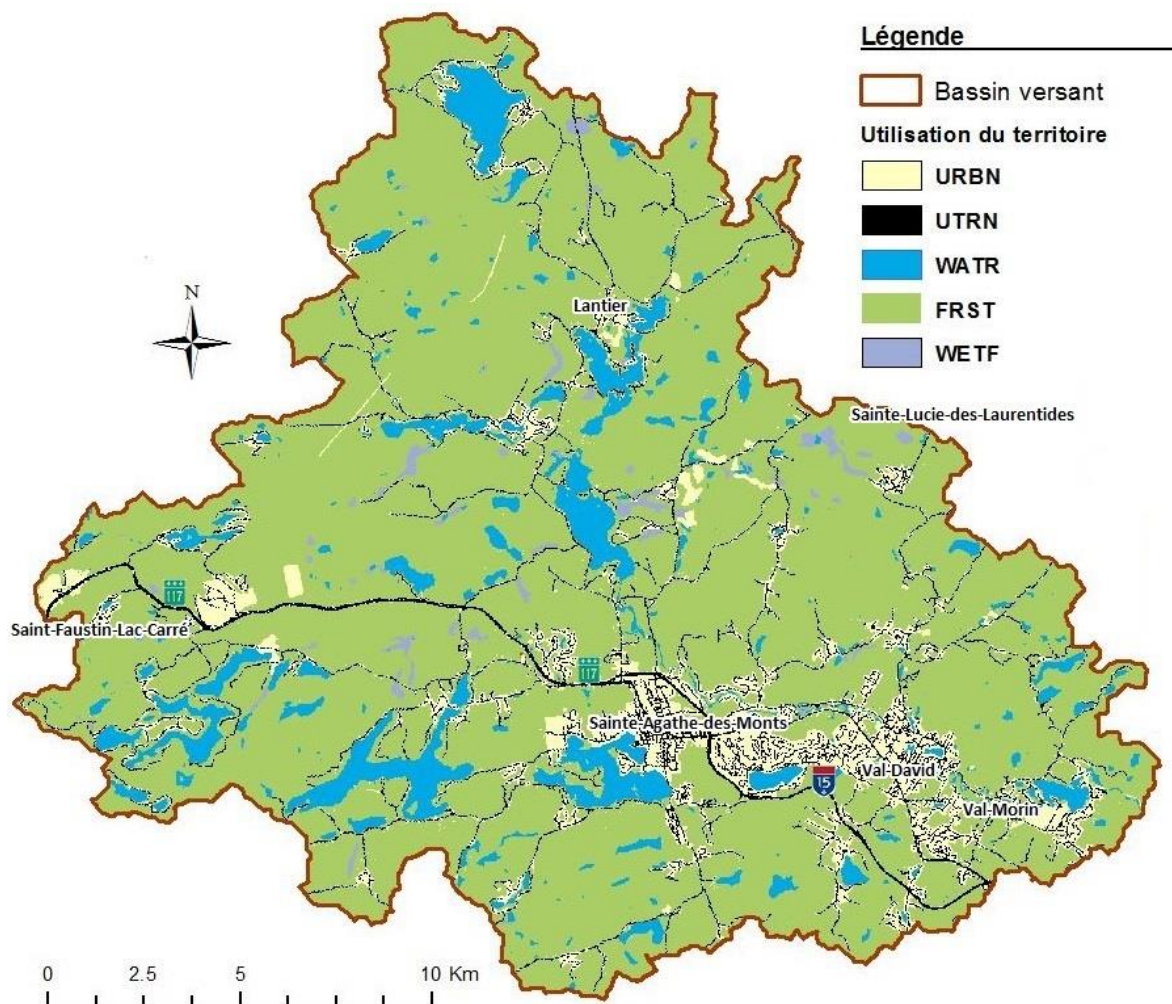 Légende
Bassin versant
Utilisation du territoire
URBN
UTRN
WATR
FRST
WETF
N
Lantier
Sainte-Lucie-des-Laurentides
117
Saint-Faustin-Lac-Carré
117
Sainte-Agathe-des-Monts
15
Val-David
Val-Morin
0 2.5 5 10 Km